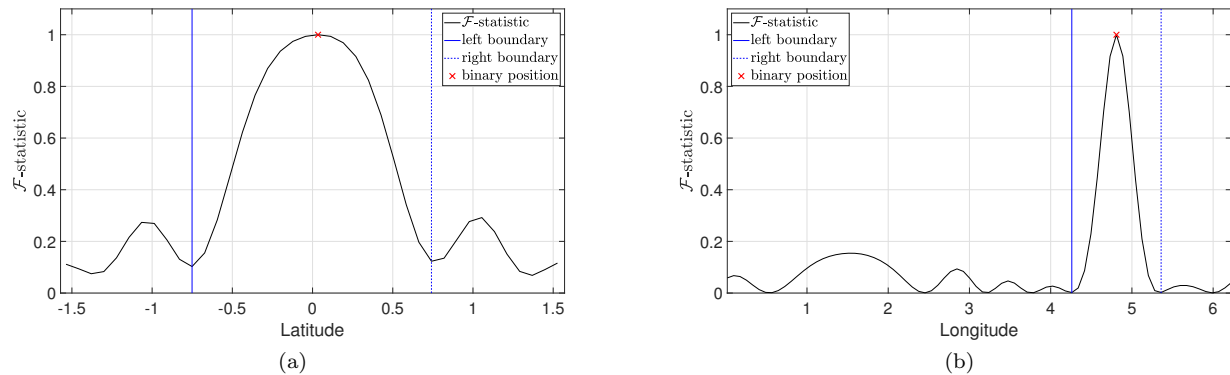 1
0.8
0.6
0.4
0.2
0
ℱ-statistic
-1.5 -1 -0.5 0 0.5 1 1.5
Latitude
ℱ-statistic
left boundary
right boundary
binary position
(a)
1
0.8
0.6
0.4
0.2
0
ℱ-statistic
1 2 3 4 5 6
Longitude
ℱ-statistic
left boundary
right boundary
binary position
(b)